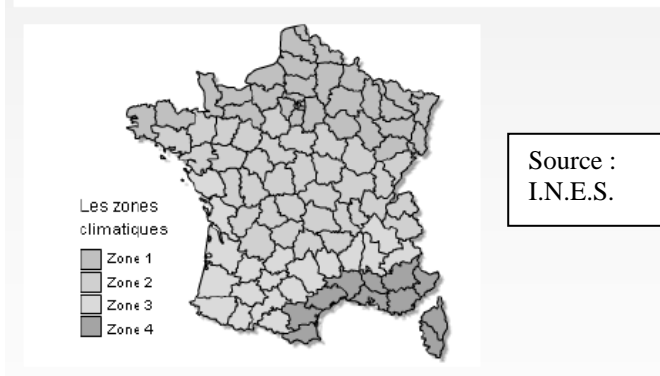 Les zones
climatiques
Zone 1
Zone 2
Zone 3
Zone 4
Source :
I.N.E.S.